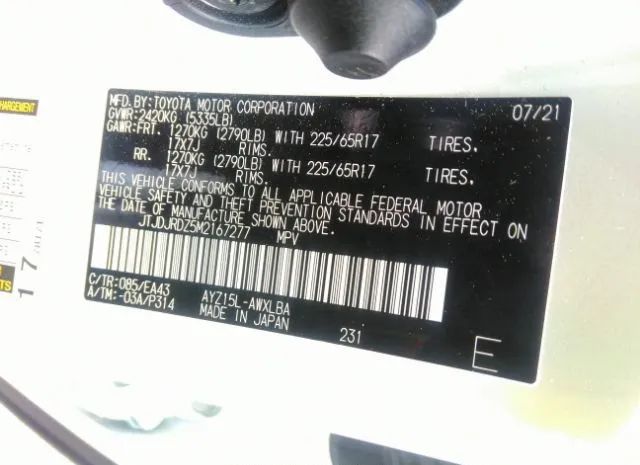 MFD. BY: TOYOTA MOTOR CORPORATION 07/21
GVWR: 2420KG (5335LB)
GAWR: FRT. 1270KG (2790LB) WITH 225/65R17 TIRES.
17X7J RIMS.
RR. 1270KG (2790LB) WITH 225/65R17 TIRES.
17X7J RIMS.
THIS VEHICLE CONFORMS TO ALL APPLICABLE FEDERAL MOTOR
VEHICLE SAFETY AND THEFT PREVENTION STANDARDS IN EFFECT ON
THE DATE OF MANUFACTURE SHOWN ABOVE.
JTJDJRDZ5M2167277 MPV
C/TR: 085/EA43 AYZ15L-AWXLBA
A/TM: -03A/P314 MADE IN JAPAN 231 E
17